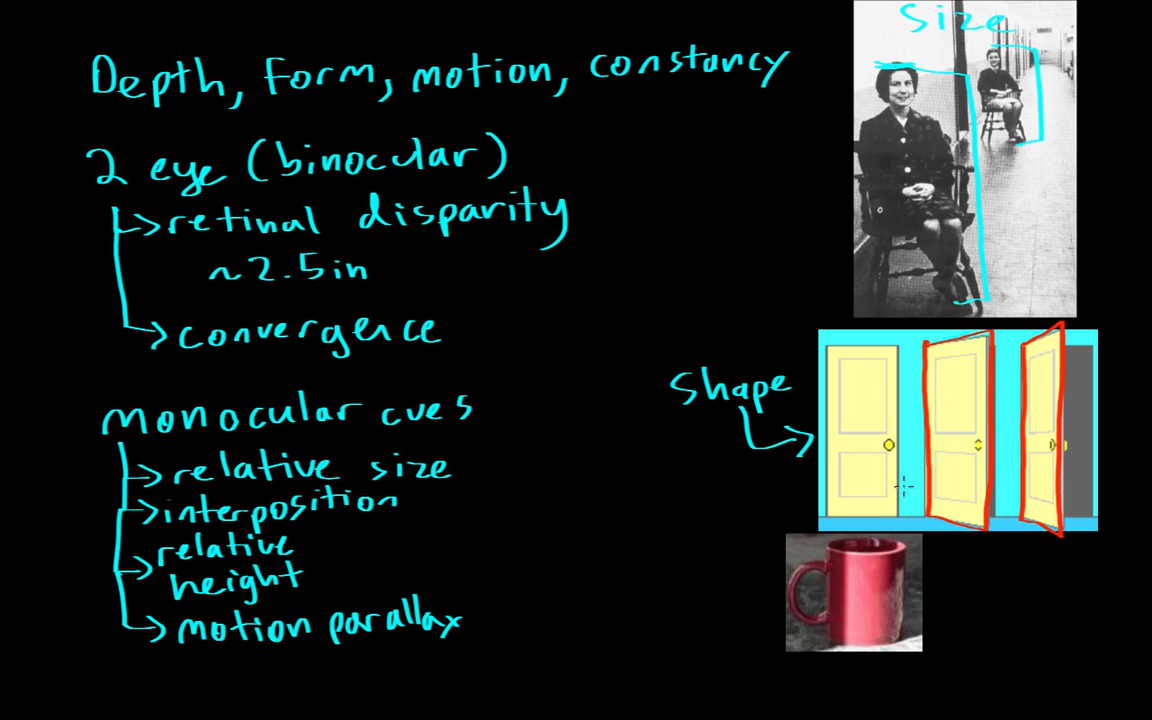 Depth, Form, motion, constancy
2 eye (binocular)
retinal disparity
~2.5in
convergence
Monocular cues
relative size
interposition
relative
height
motion parallax
Size
Shape